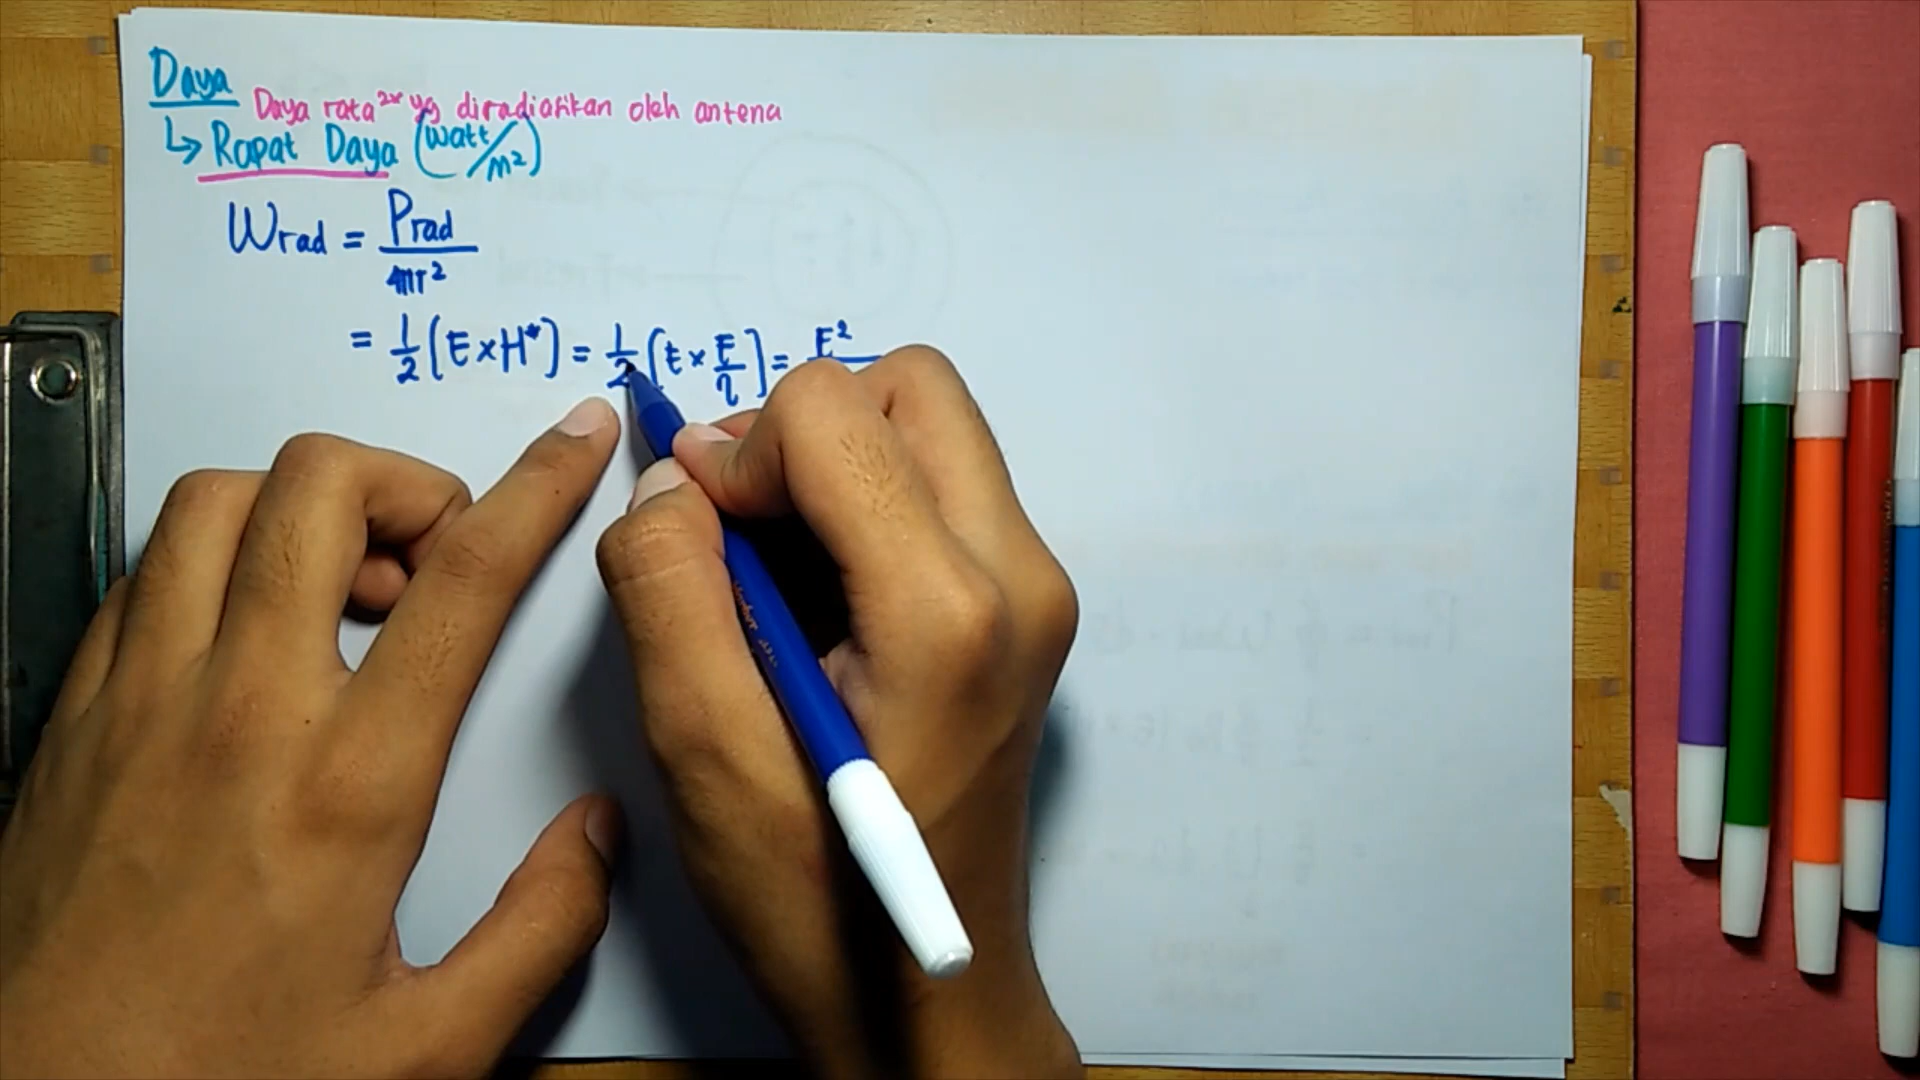 Daya
Daya rata²ˣ yg diradiasikan oleh antena
↳ Rapat Daya (Watt/m²)
Wrad = Prad / 4πr²
= 1/2 [E × H*] = 1/2 [E × E/η] = E²